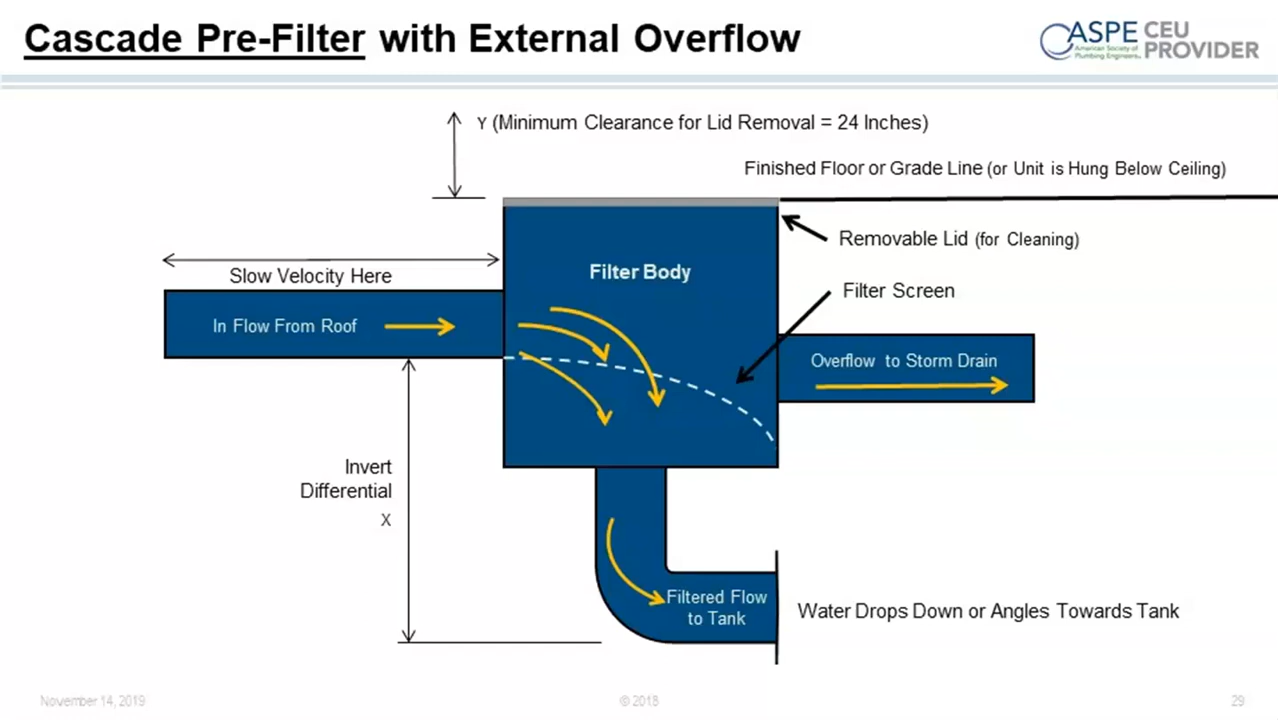 Cascade Pre-Filter with External Overflow
ASPE CEU
American Society of
Plumbing Engineers
PROVIDER
Y (Minimum Clearance for Lid Removal = 24 Inches)
Finished Floor or Grade Line (or Unit is Hung Below Ceiling)
Removable Lid (for Cleaning)
Slow Velocity Here
Filter Body
Filter Screen
In Flow From Roof
Overflow to Storm Drain
Invert
Differential
X
Filtered Flow
to Tank
Water Drops Down or Angles Towards Tank
November 14, 2019
© 2018
29